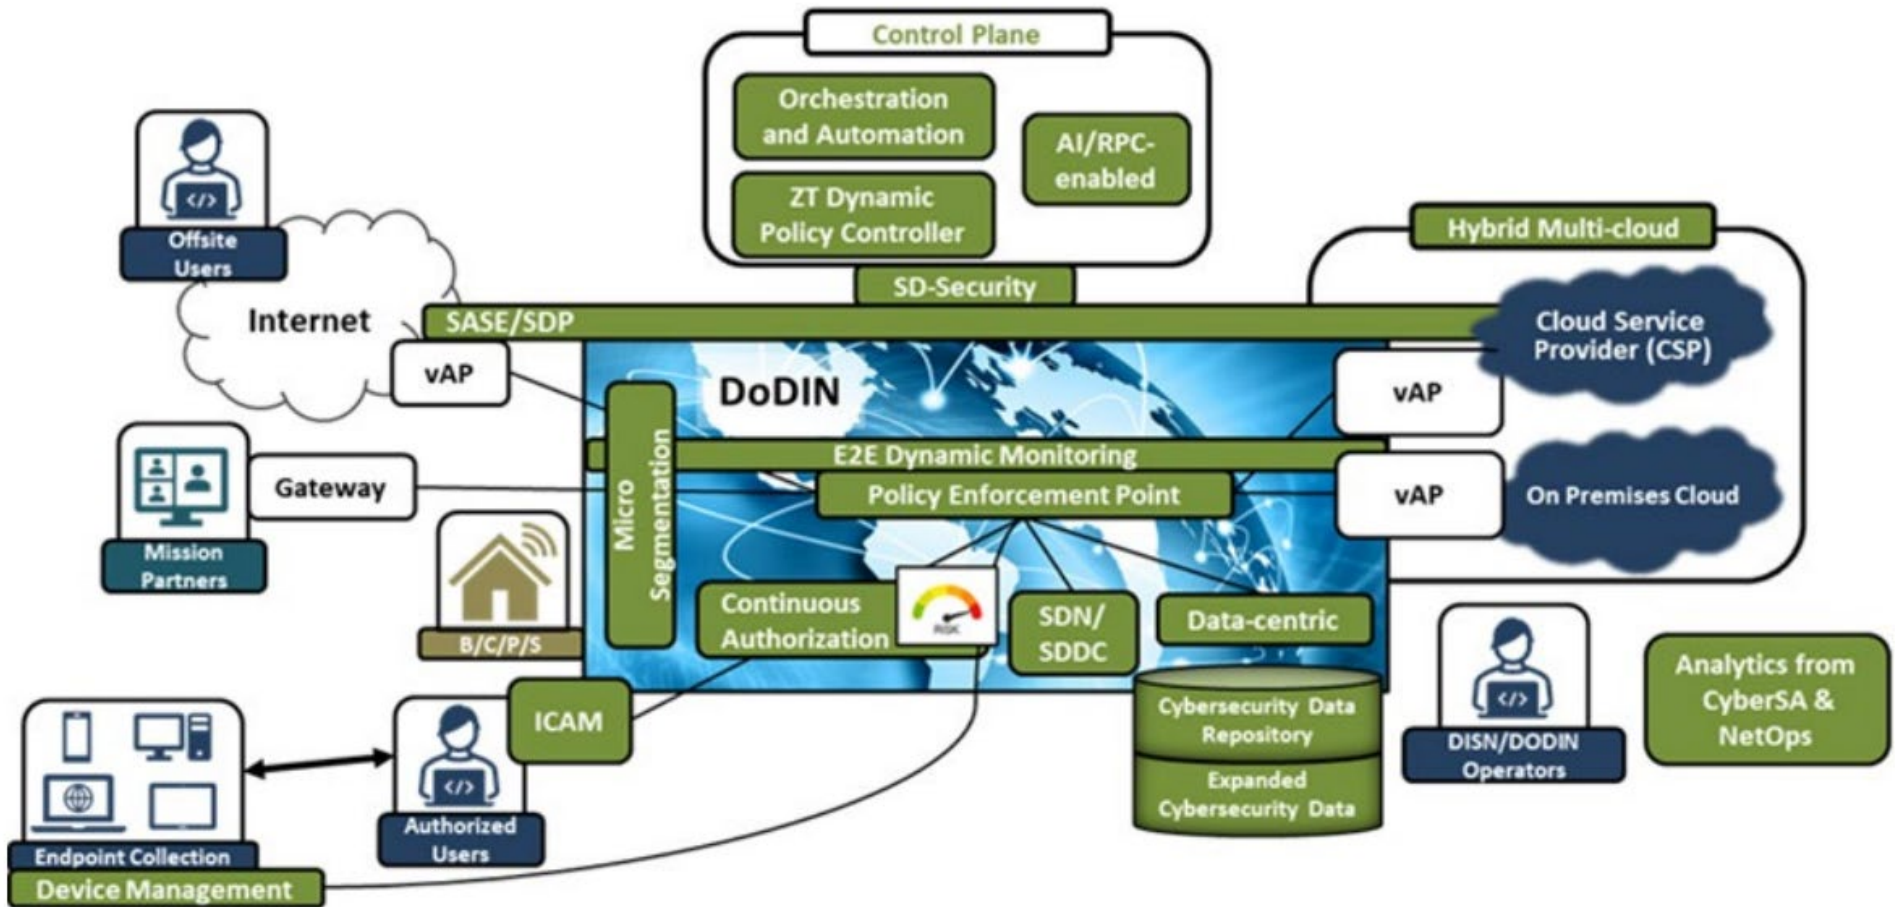 Control Plane
Orchestration
and Automation
AI/RPC-
enabled
ZT Dynamic
Policy Controller
SD-Security
Offsite
Users
Internet
SASE/SDP
vAP
Hybrid Multi-cloud
Cloud Service
Provider (CSP)
vAP
DoDIN
E2E Dynamic Monitoring
Policy Enforcement Point
Micro
Segmentation
Mission
Partners
Gateway
vAP
On Premises Cloud
B/C/P/S
Continuous
Authorization
RISK
SDN/
SDDC
Data-centric
Cybersecurity Data
Repository
Expanded
Cybersecurity Data
</>
DISN/DODIN
Operators
Analytics from
CyberSA &
NetOps
ICAM
</>
Authorized
Users
Endpoint Collection
Device Management